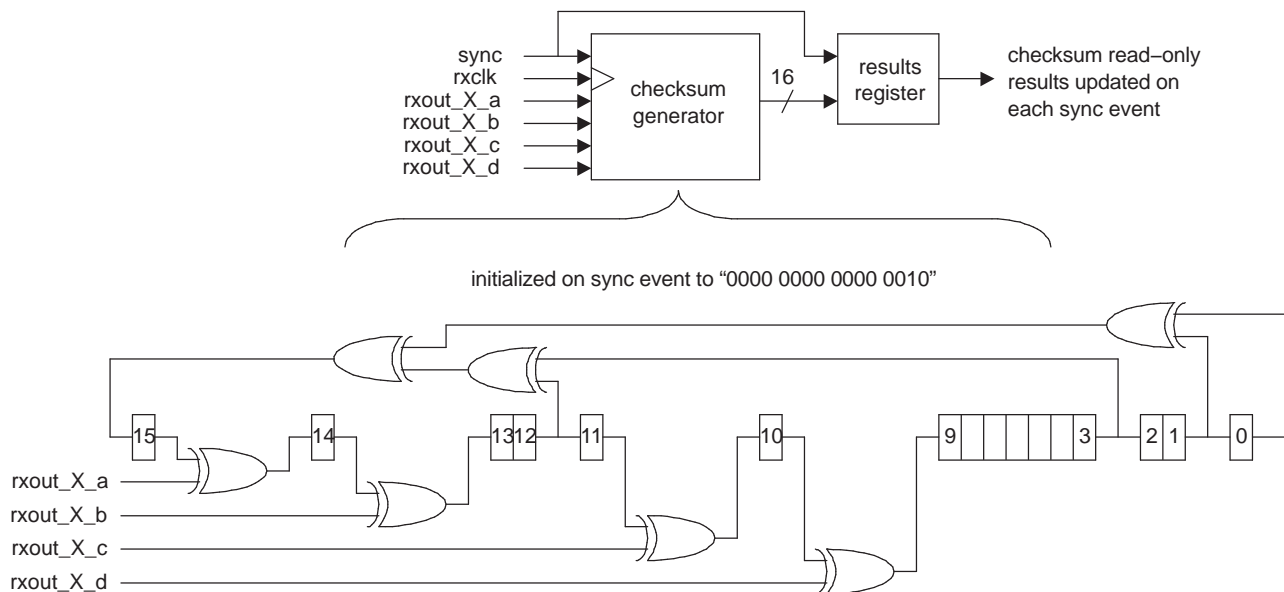 sync
rxclk
rxout_X_a
rxout_X_b
rxout_X_c
rxout_X_d
checksum
generator
16
results
register
checksum read–only
results updated on
each sync event
initialized on sync event to “0000 0000 0000 0010”
15
14
13 12
11
10
9
3
2 1
0
rxout_X_a
rxout_X_b
rxout_X_c
rxout_X_d